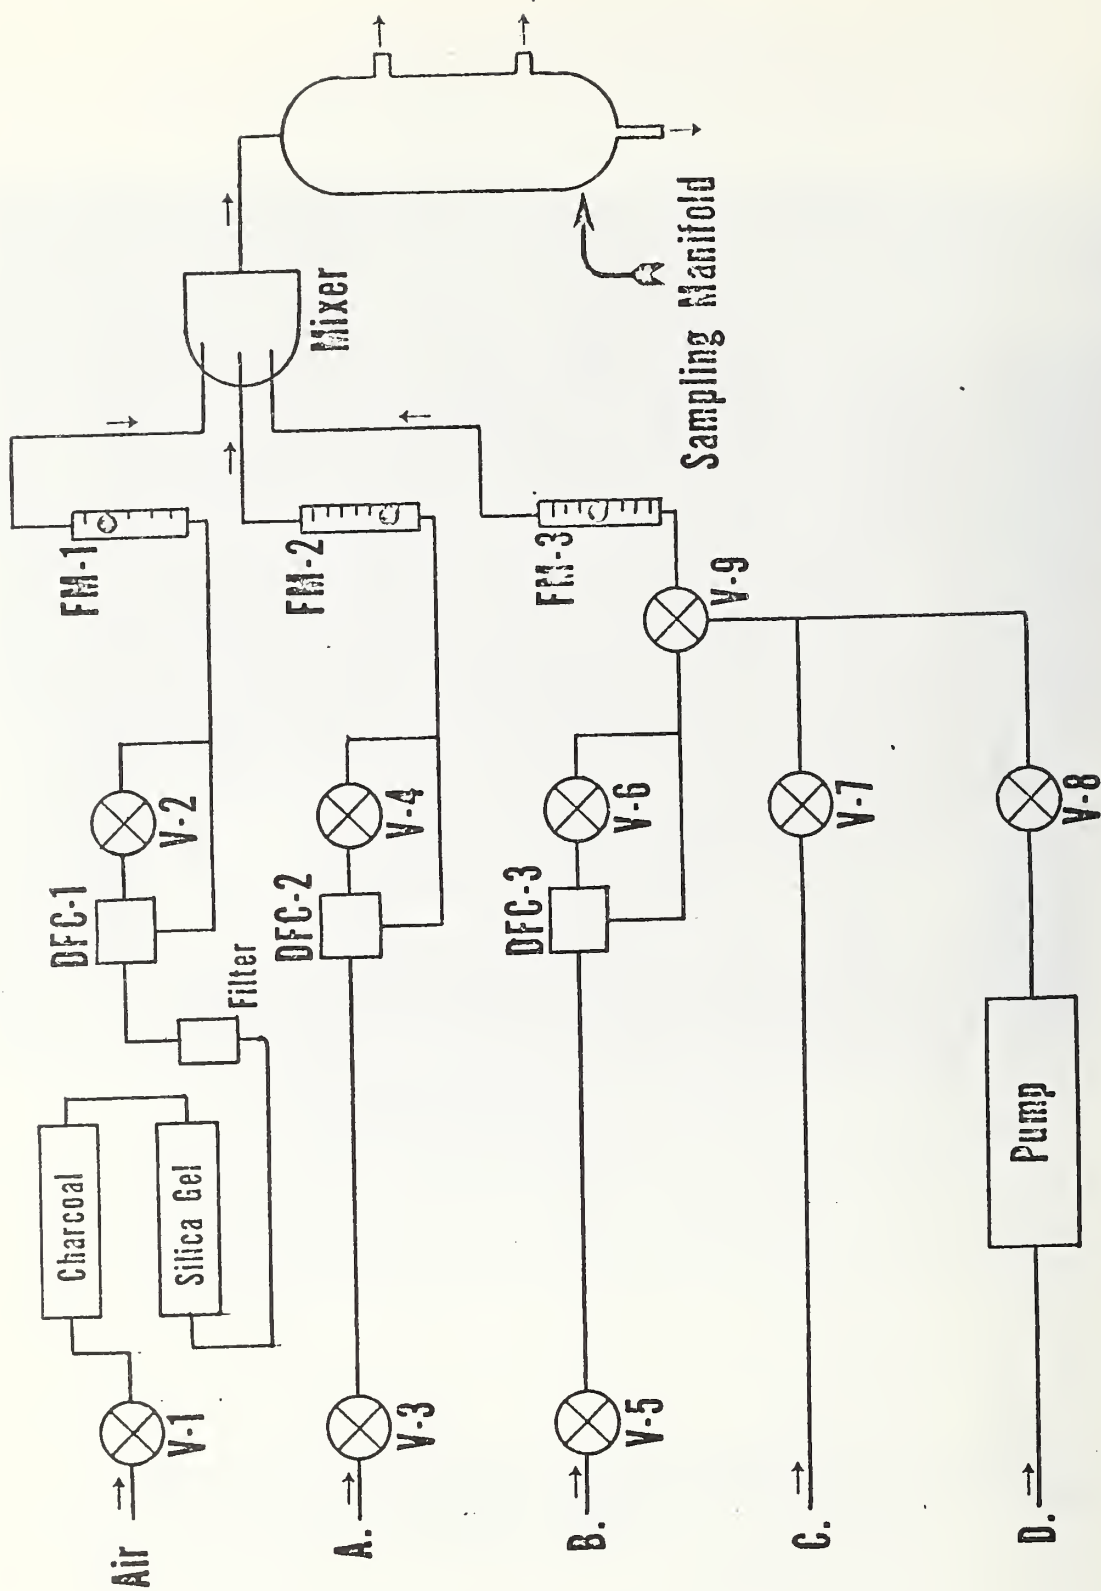 Air
V-1
Charcoal
Silica Gel
Filter
DFC-1
V-2
FM-1
A.
V-3
DFC-2
V-4
FM-2
Mixer
B.
V-5
DFC-3
V-6
V-9
FM-3
Sampling Manifold
C.
V-7
D.
Pump
V-8